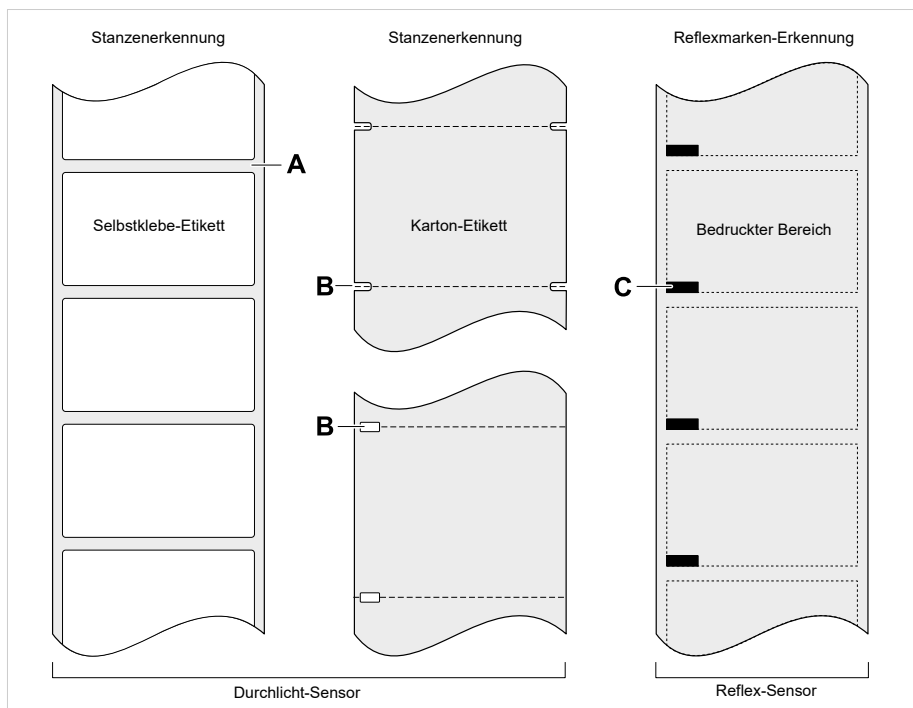 Stanzenerkennung
Stanzenerkennung
Reflexmarken-Erkennung
A
Selbstklebe-Etikett
Karton-Etikett
Bedruckter Bereich
B
C
B
Durchlicht-Sensor
Reflex-Sensor